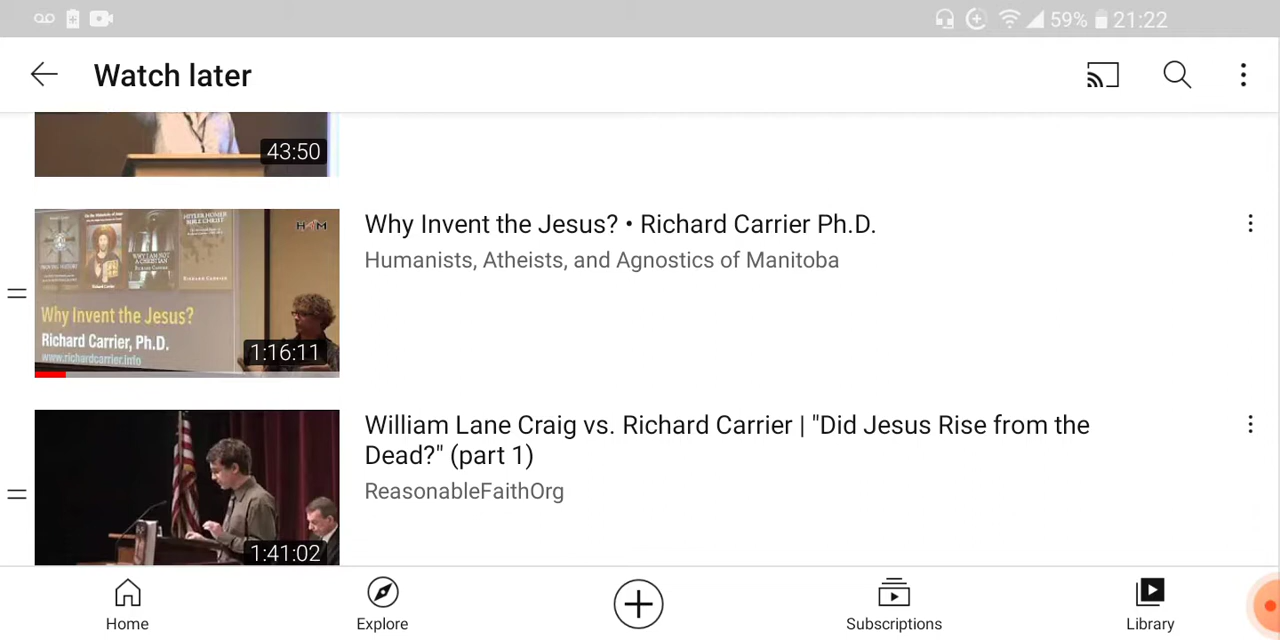 59% 21:22
Watch later
43:50
HAM
Why Invent the Jesus?
Richard Carrier, Ph.D.
www.richardcarrier.info
1:16:11
Why Invent the Jesus? • Richard Carrier Ph.D.
Humanists, Atheists, and Agnostics of Manitoba
1:41:02
William Lane Craig vs. Richard Carrier | "Did Jesus Rise from the
Dead?" (part 1)
ReasonableFaithOrg
Home
Explore
Subscriptions
Library